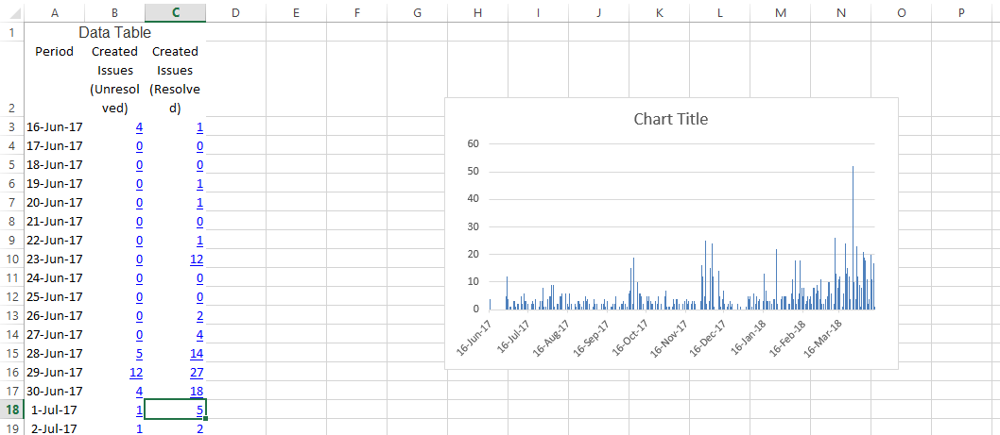 A B C D E F G H I J K L M N O P
1 Data Table
2 Period Created Issues (Unresolved) Created Issues (Resolved)
3 16-Jun-17 4 1
4 17-Jun-17 0 0
5 18-Jun-17 0 0
6 19-Jun-17 0 1
7 20-Jun-17 0 1
8 21-Jun-17 0 0
9 22-Jun-17 0 1
10 23-Jun-17 0 12
11 24-Jun-17 0 0
12 25-Jun-17 0 0
13 26-Jun-17 0 2
14 27-Jun-17 0 4
15 28-Jun-17 5 14
16 29-Jun-17 12 27
17 30-Jun-17 4 18
18 1-Jul-17 1 5
19 2-Jul-17 1 2
Chart Title
60
50
40
30
20
10
0
16-Jun-17 16-Jul-17 16-Aug-17 16-Sep-17 16-Oct-17 16-Nov-17 16-Dec-17 16-Jan-18 16-Feb-18 16-Mar-18